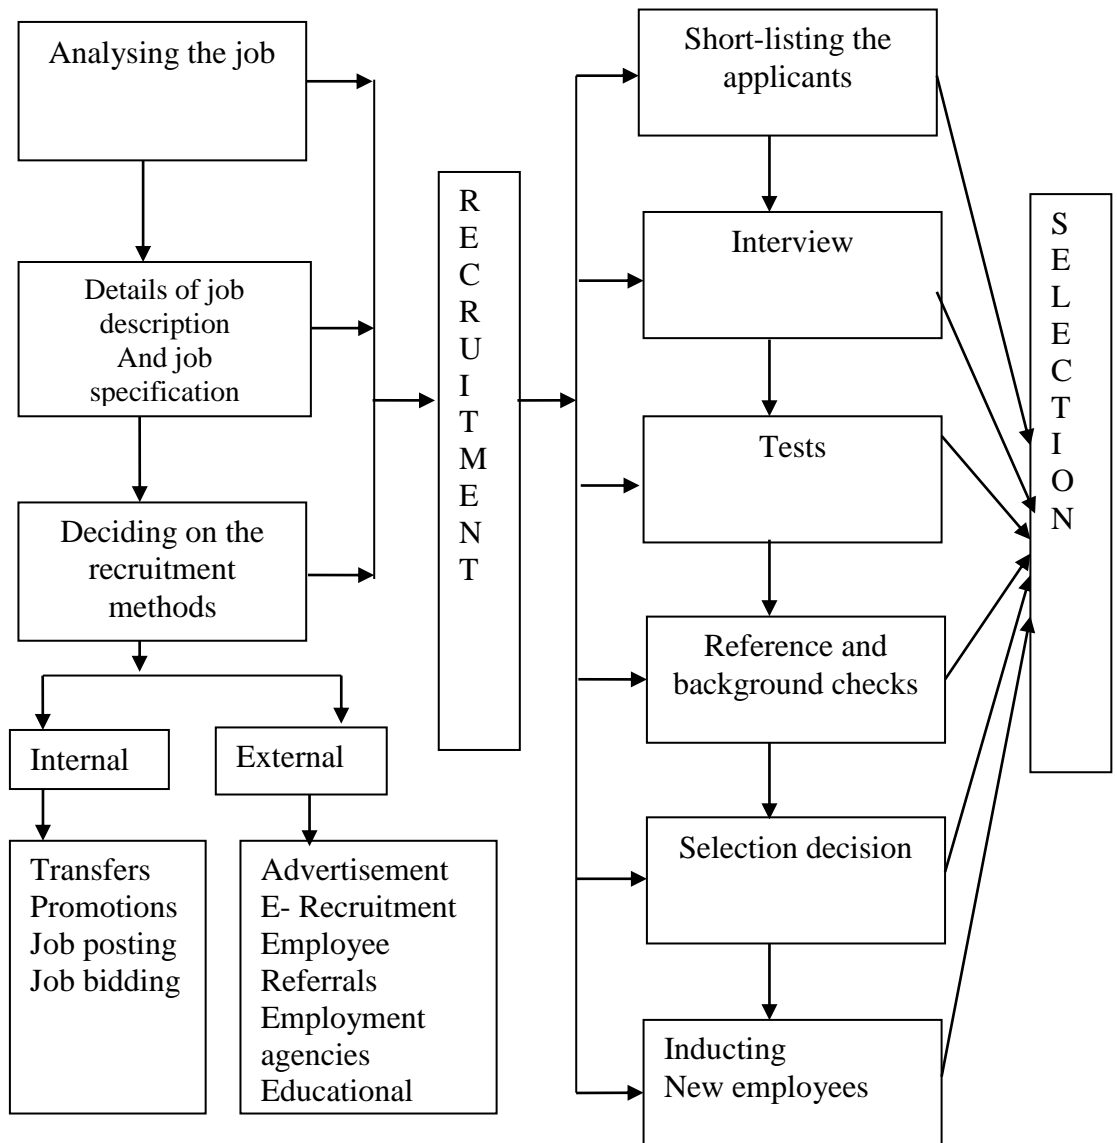 Analysing the job
Details of job
description
And job
specification
Deciding on the
recruitment
methods
Internal
External
Transfers
Promotions
Job posting
Job bidding
Advertisement
E- Recruitment
Employee
Referrals
Employment
agencies
Educational
R
E
C
R
U
I
T
M
E
N
T
Short-listing the
applicants
Interview
Tests
Reference and
background checks
Selection decision
Inducting
New employees
S
E
L
E
C
T
I
O
N